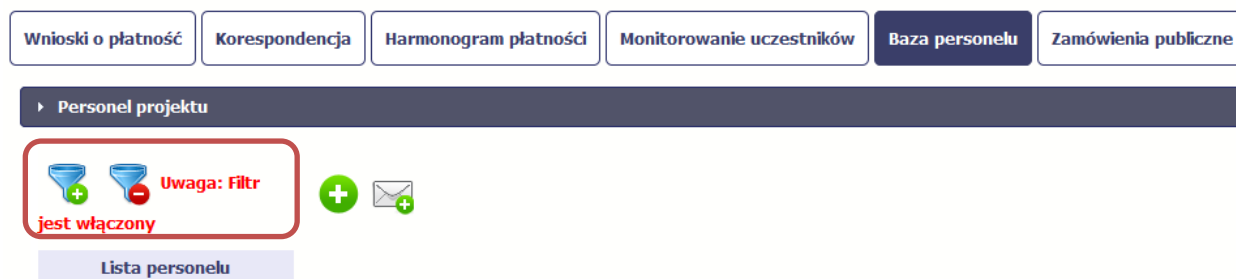 Wnioski o płatność Korespondencja Harmonogram płatności Monitorowanie uczestników Baza personelu Zamówienia publiczne
Personel projektu
Uwaga: Filtr
jest włączony
Lista personelu